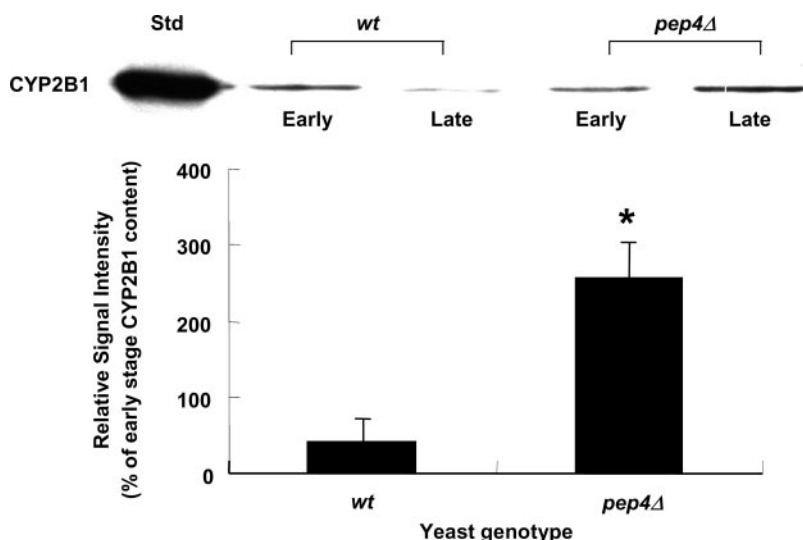 Std wt pep4Δ
CYP2B1
Early Late Early Late
Relative Signal Intensity
(% of early stage CYP2B1 content)
400
300
200
100
0
*
wt pep4Δ
Yeast genotype